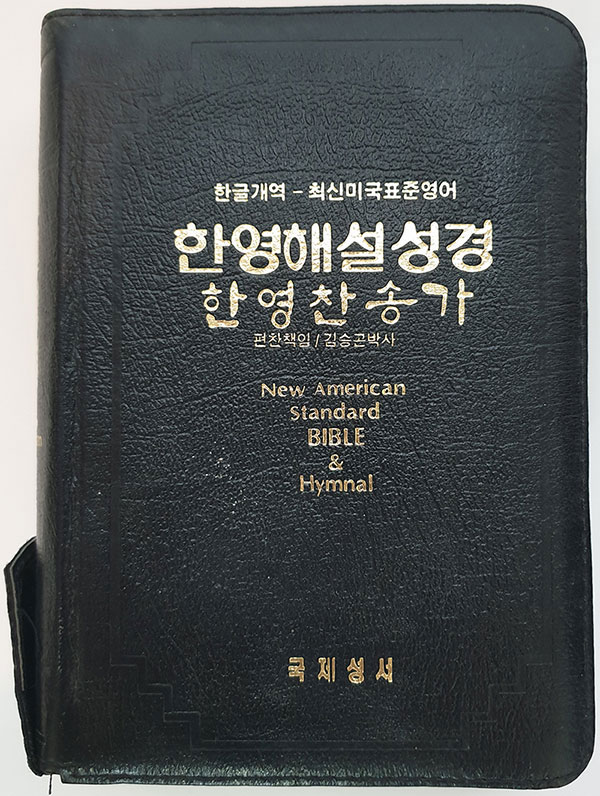 한글개역 – 최신미국표준영어
한영해설성경
한영찬송가
편찬책임/김승곤박사
New American
Standard
BIBLE
&
Hymnal
국제성서